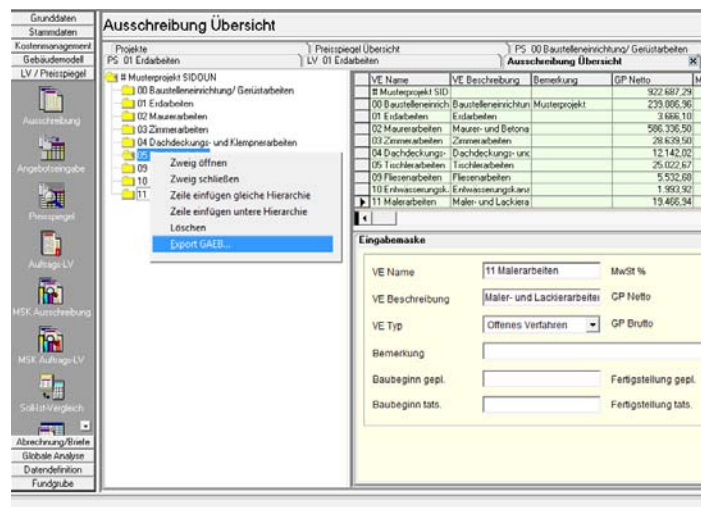 Grunddaten
Stammdaten
Kostenmanagement
Gebäudemodell
LV / Preisspiegel
Ausschreibung
Angebotseingabe
Preisspiegel
Auftrags-LV
MSK Ausschreibung
MSK Auftrags-LV
Soll-Ist-Vergleich
Abrechnung/Briefe
Globale Analyse
Datendefinition
Fundgrube
Ausschreibung Übersicht
Projekte
Preisspiegel Übersicht
PS 00 Baustelleneinrichtung/ Gerüstarbeiten
PS 01 Erdarbeiten
LV 01 Erdarbeiten
Ausschreibung Übersicht
# Musterprojekt SIDOUN
00 Baustelleneinrichtung/ Gerüstarbeiten
01 Erdarbeiten
02 Maurerarbeiten
03 Zimmerarbeiten
04 Dachdeckungs- und Klempnerarbeiten
05
09
10
11
Zweig öffnen
Zweig schließen
Zeile einfügen gleiche Hierarchie
Zeile einfügen untere Hierarchie
Löschen
Export GAEB...
VE Name VE Beschreibung Bemerkung GP Netto M
# Musterprojekt SID 922.687,29
00 Baustelleneinrich Baustelleneinrichtun Musterprojekt 239.886,96
01 Erdarbeiten Erdarbeiten 3.666,10
02 Maurerarbeiten Maurer- und Betona 586.336,50
03 Zimmerarbeiten Zimmerarbeiten 28.639,50
04 Dachdeckungs- Dachdeckungs- unc 12.142,02
05 Tischlerarbeiten Tischlerarbeiten 25.022,67
09 Fliesenarbeiten Fliesenarbeiten 5.532,68
10 Entwässerungsk. Entwässerungskana 1.993,92
11 Malerarbeiten Maler- und Lackiera 19.466,94
Eingabemaske
VE Name 11 Malerarbeiten MwSt %
VE Beschreibung Maler- und Lackierarbeiter GP Netto
VE Typ Offenes Verfahren GP Brutto
Bemerkung
Baubeginn gepl. Fertigstellung gepl.
Baubeginn tats. Fertigstellung tats.